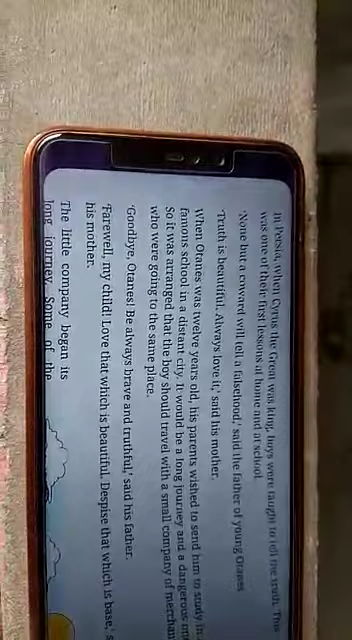 In Persia, when Cyrus the Great was king, boys were taught to tell the truth. This
was one of their first lessons at home and at school.
'None but a coward will tell a falsehood,' said the father of young Otanes
'Truth is beautiful. Always love it,' said his mother.
When Otanes was twelve years old, his parents wished to send him to study
famous school in a distant city. It would be a long journey and a dangerous
So it was arranged that the boy should travel with a small company of
who were going to the same place.
'Goodbye, Otanes! Be always brave and truthful,' said his father.
'Farewell, my child! Love that which is beautiful. Despise that which is base,'
his mother.
The little company began its
long journey. Some of the